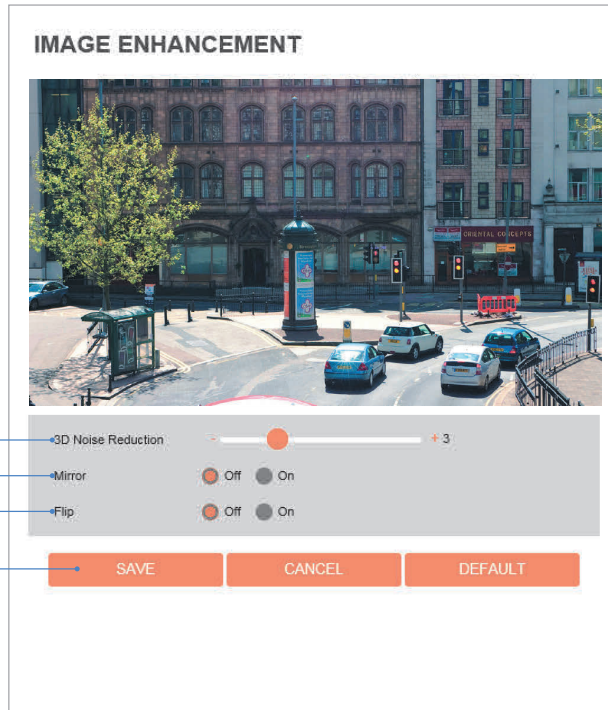 IMAGE ENHANCEMENT
ORIENTAL CONCEPTS
3D Noise Reduction - + 3
Mirror Off On
Flip Off On
SAVE CANCEL DEFAULT